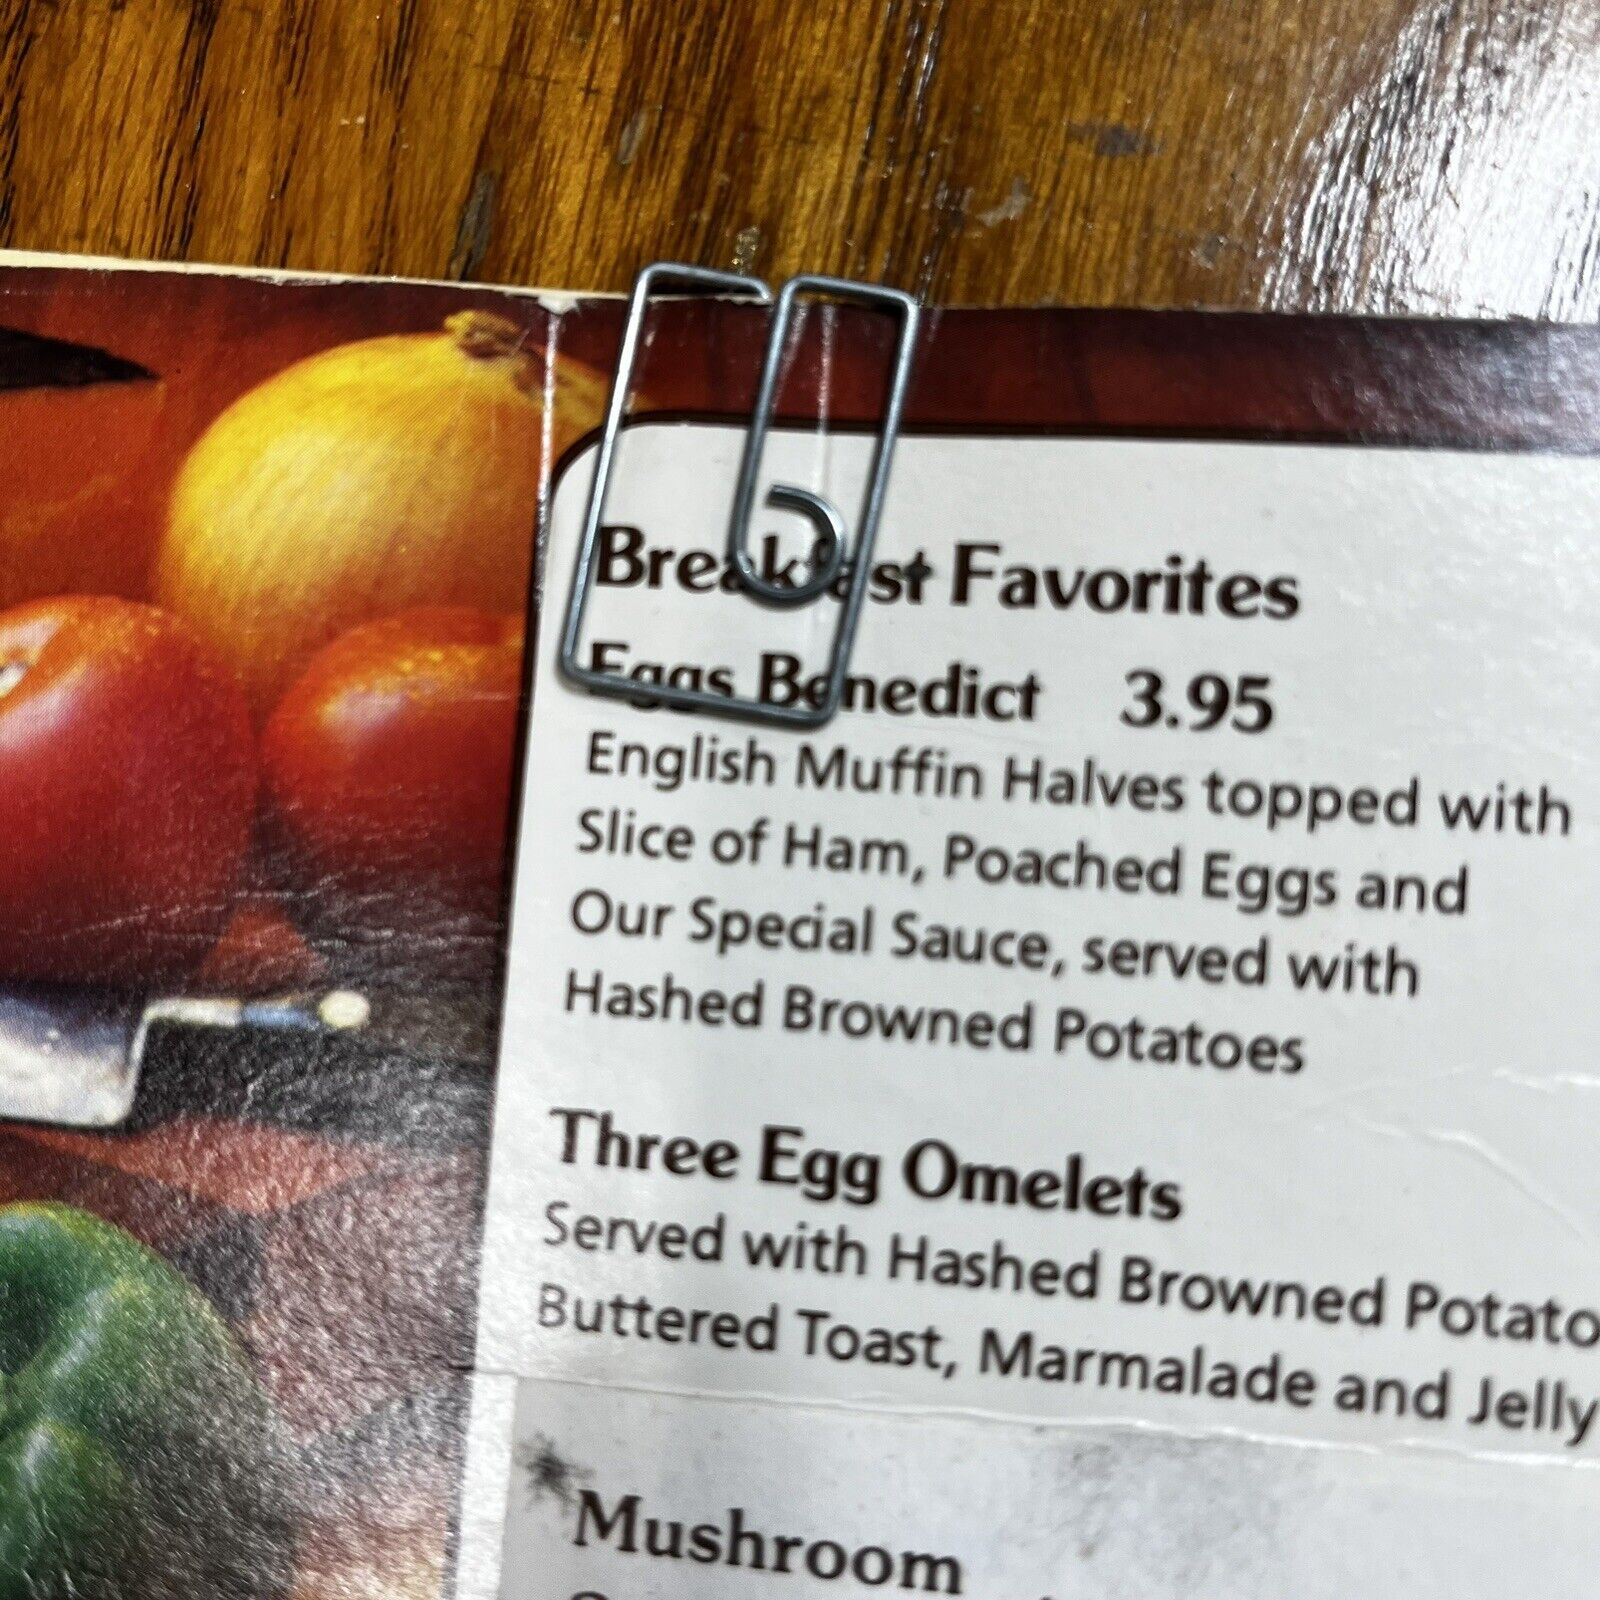 Breakfast Favorites
Eggs Benedict 3.95
English Muffin Halves topped with
Slice of Ham, Poached Eggs and
Our Special Sauce, served with
Hashed Browned Potatoes
Three Egg Omelets
Served with Hashed Browned Potato
Buttered Toast, Marmalade and Jelly
Mushroom